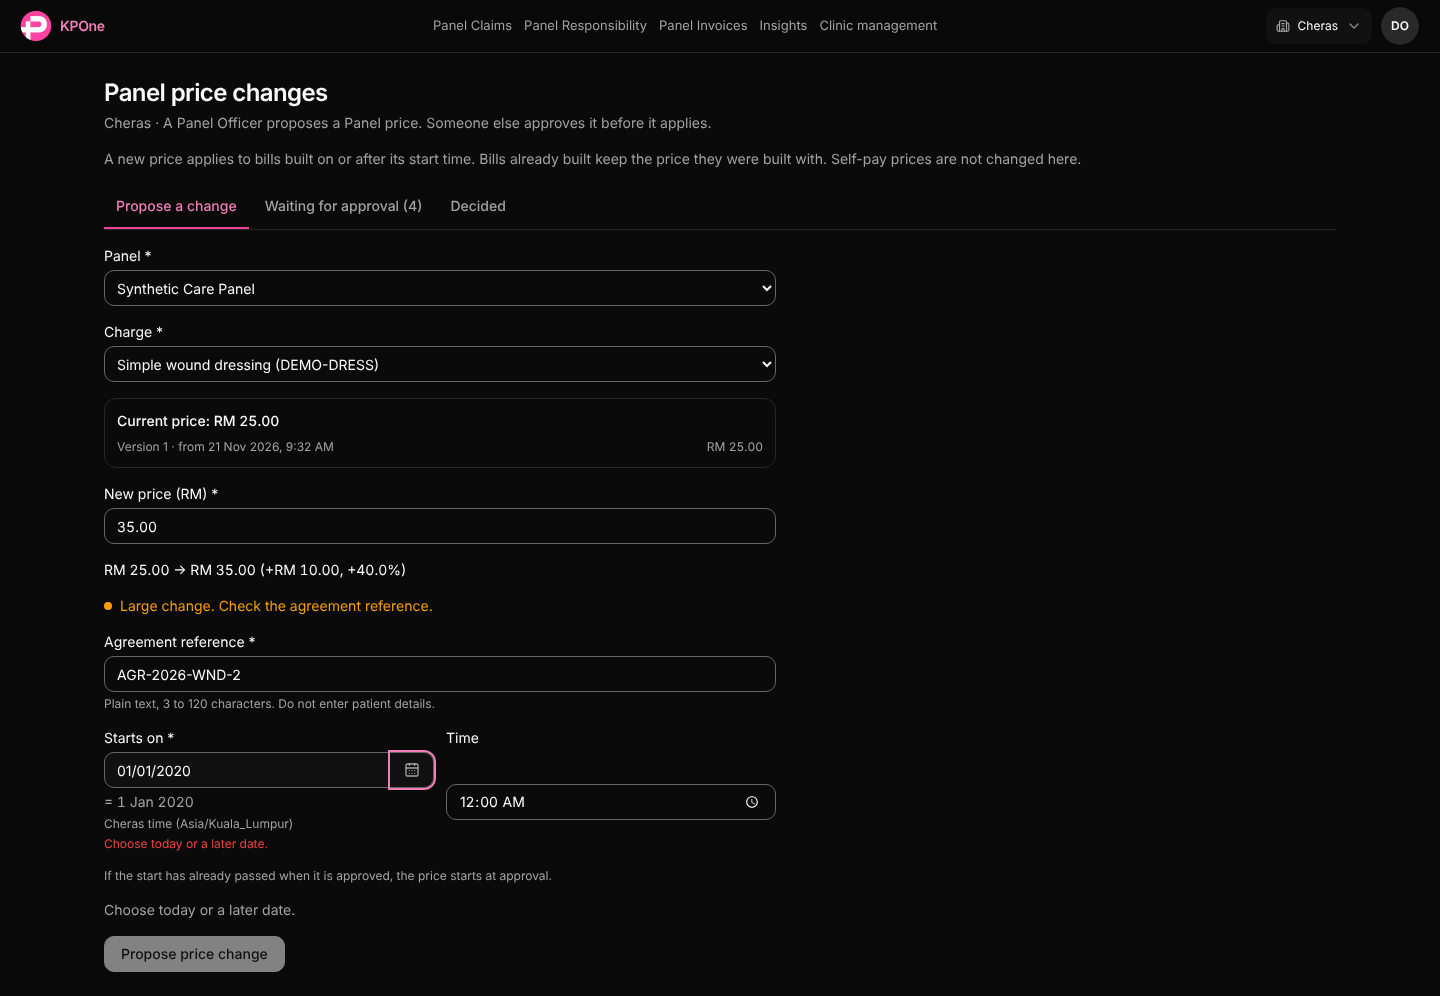 KPOne
Panel Claims Panel Responsibility Panel Invoices Insights Clinic management
Cheras
DO
Panel price changes
Cheras · A Panel Officer proposes a Panel price. Someone else approves it before it applies.
A new price applies to bills built on or after its start time. Bills already built keep the price they were built with. Self-pay prices are not changed here.
Propose a change Waiting for approval (4) Decided
Panel *
Synthetic Care Panel
Charge *
Simple wound dressing (DEMO-DRESS)
Current price: RM 25.00
Version 1 · from 21 Nov 2026, 9:32 AM RM 25.00
New price (RM) *
35.00
RM 25.00 → RM 35.00 (+RM 10.00, +40.0%)
Large change. Check the agreement reference.
Agreement reference *
AGR-2026-WND-2
Plain text, 3 to 120 characters. Do not enter patient details.
Starts on * Time
01/01/2020
= 1 Jan 2020 12:00 AM
Cheras time (Asia/Kuala_Lumpur)
Choose today or a later date.
If the start has already passed when it is approved, the price starts at approval.
Choose today or a later date.
Propose price change